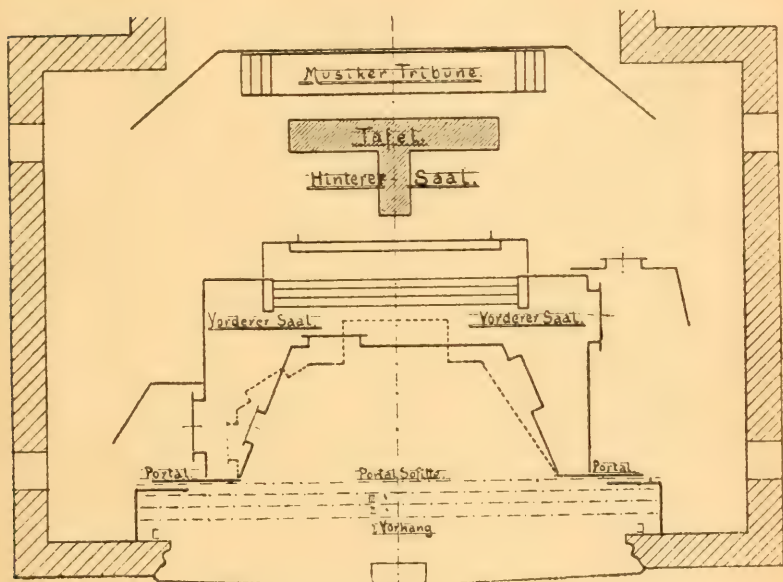 Musiker Tribune.
Tafel.
Hinterer Saal.
Vorderer Saal. Vorderer Saal.
Portal. Portal Sofitte. Portal.
Vorhang